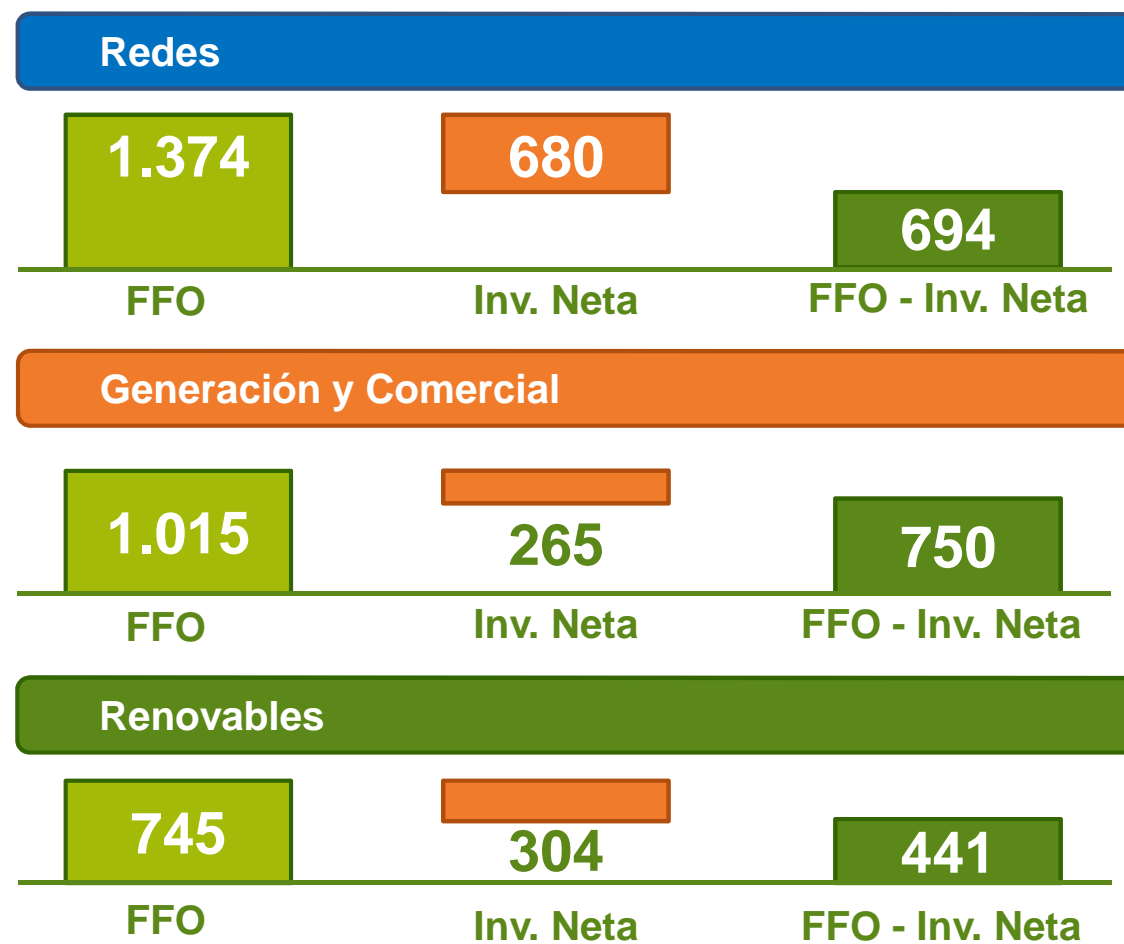 Redes
1.374 680
694
FFO Inv. Neta FFO - Inv. Neta
Generación y Comercial
1.015 265 750
FFO Inv. Neta FFO - Inv. Neta
Renovables
745 304 441
FFO Inv. Neta FFO - Inv. Neta